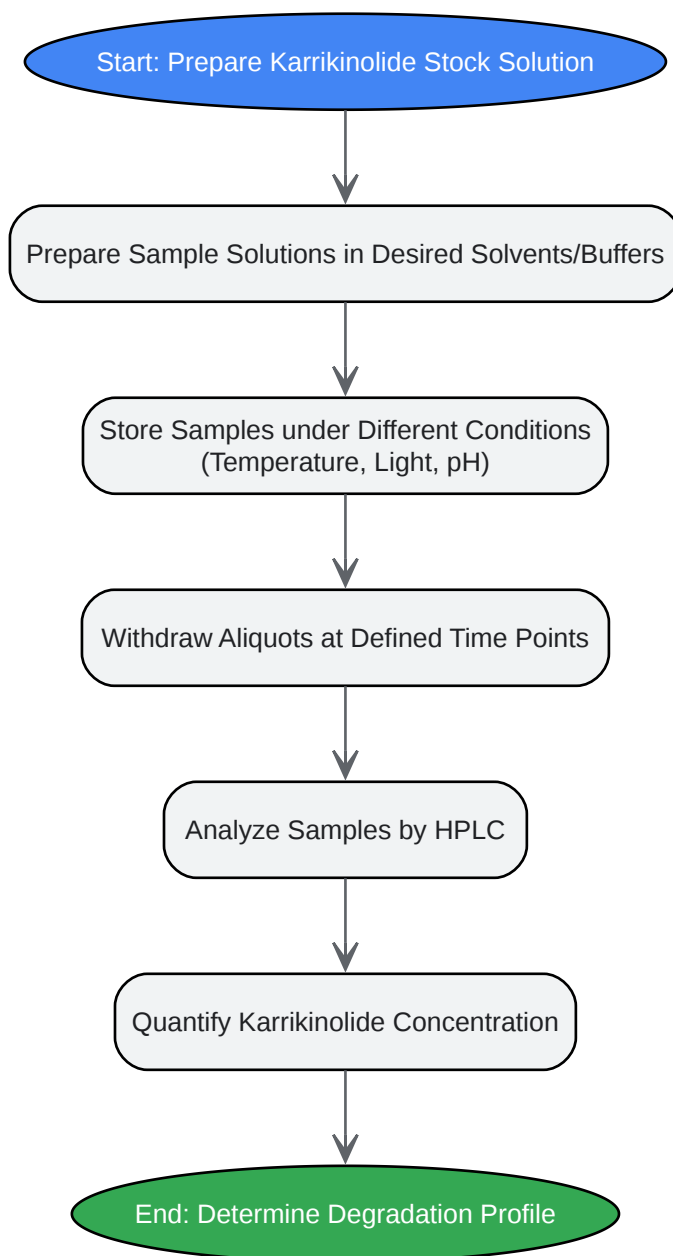 Start: Prepare Karrikinolide Stock Solution
Prepare Sample Solutions in Desired Solvents/Buffers
Store Samples under Different Conditions
(Temperature, Light, pH)
Withdraw Aliquots at Defined Time Points
Analyze Samples by HPLC
Quantify Karrikinolide Concentration
End: Determine Degradation Profile